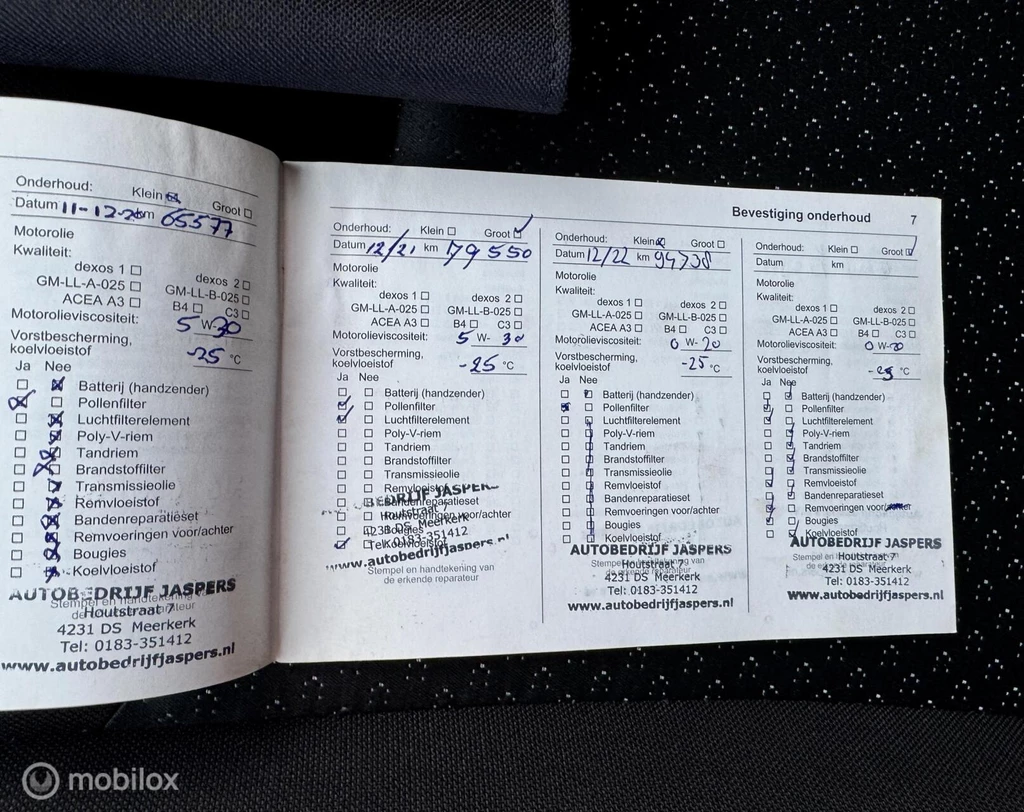 Onderhoud: Klein Groot
Datum 11-12-20 km 65577
Motorolie
Kwaliteit:
dexos 1 dexos 2
GM-LL-A-025 GM-LL-B-025
ACEA A3 B4 C3
Motorolieviscositeit: 5 W-30
Vorstbescherming,
koelvloeistof -25 °C
Ja Nee
Batterij (handzender)
Pollenfilter
Luchtfilterelement
Poly-V-riem
Tandriem
Brandstoffilter
Transmissieolie
Remvloeistof
Bandenreparatieset
Remvoeringen voor/achter
Bougies
Koelvloeistof
AUTOBEDRIJF JASPERS
Houtstraat 7
4231 DS Meerkerk
Tel: 0183-351412
www.autobedrijfjaspers.nl
Bevestiging onderhoud 7
Onderhoud: Klein Groot
Datum 12/21 km 79550
Motorolie
Kwaliteit:
dexos 1 dexos 2
GM-LL-A-025 GM-LL-B-025
ACEA A3 B4 C3
Motorolieviscositeit: 5 W- 30
Vorstbescherming,
koelvloeistof -25 °C
Ja Nee
Batterij (handzender)
Pollenfilter
Luchtfilterelement
Poly-V-riem
Tandriem
Brandstoffilter
Transmissieolie
Remvloeistof
Bandenreparatieset
Remvoeringen voor/achter
Bougies
Koelvloeistof
BEDRIJF JASPER
Houtstraat 7
4231 DS Meerkerk
Tel: 0183-351412
www.autobedrijfjaspers.nl
Stempel en handtekening van
de erkende reparateur
Onderhoud: Klein Groot
Datum 12/22 km 94738
Motorolie
Kwaliteit:
dexos 1 dexos 2
GM-LL-A-025 GM-LL-B-025
ACEA A3 B4 C3
Motorolieviscositeit: 0 W- 20
Vorstbescherming,
koelvloeistof -25 °C
Ja Nee
Batterij (handzender)
Pollenfilter
Luchtfilterelement
Poly-V-riem
Tandriem
Brandstoffilter
Transmissieolie
Remvloeistof
Bandenreparatieset
Remvoeringen voor/achter
Bougies
Koelvloeistof
AUTOBEDRIJF JASPERS
Houtstraat 7
4231 DS Meerkerk
Tel: 0183-351412
www.autobedrijfjaspers.nl
Onderhoud: Klein Groot
Datum km
Motorolie
Kwaliteit:
dexos 1 dexos 2
GM-LL-A-025 GM-LL-B-025
ACEA A3 B4 C3
Motorolieviscositeit: 0 W-20
Vorstbescherming,
koelvloeistof -25 °C
Ja Nee
Batterij (handzender)
Pollenfilter
Luchtfilterelement
Poly-V-riem
Tandriem
Brandstoffilter
Transmissieolie
Remvloeistof
Bandenreparatieset
Remvoeringen voor/
Bougies
Koelvloeistof
AUTOBEDRIJF JASPERS
Houtstraat 7
4231 DS Meerkerk
Tel: 0183-351412
www.autobedrijfjaspers.nl
mobilox